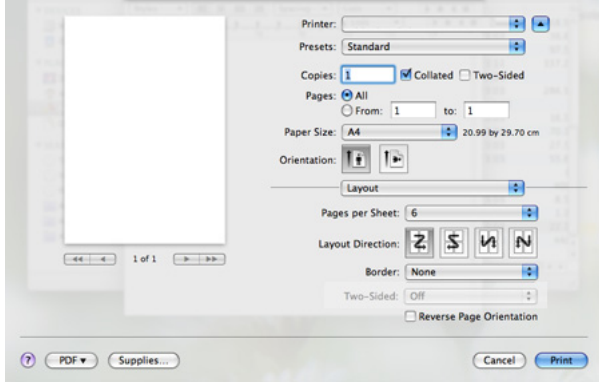 Printer:
Presets: Standard
Copies: 1 Collated Two-Sided
Pages: All
From: 1 to: 1
Paper Size: A4 20.99 by 29.70 cm
Orientation:
Layout
Pages per Sheet: 6
Layout Direction:
1 of 1
Border: None
Two-Sided: Off
Reverse Page Orientation
? PDF Supplies... Cancel Print